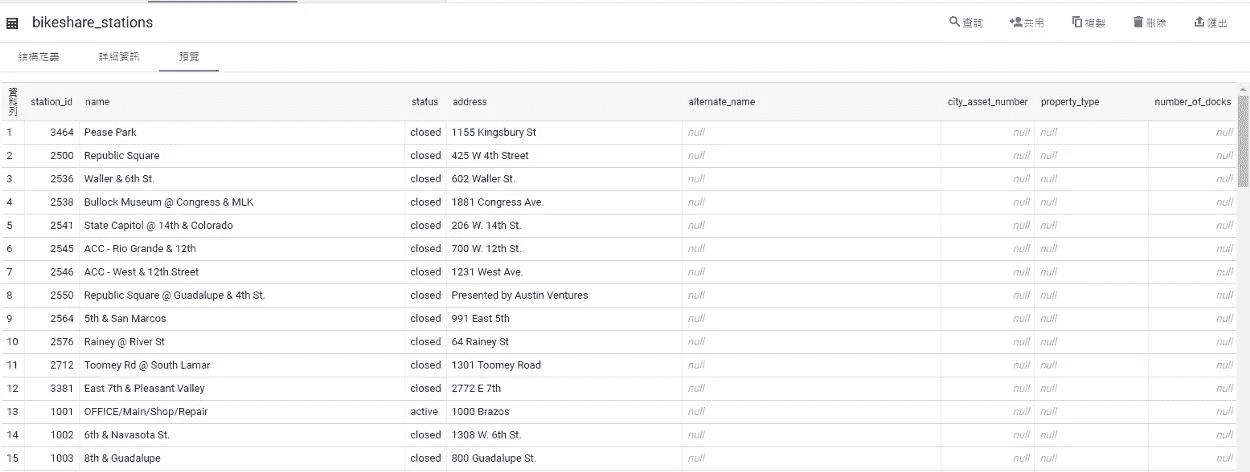 bikeshare_stations 查詢 共用 複製 刪除 匯出
結構定義 詳細資訊 預覽
資料列 station_id name status address alternate_name city_asset_number property_type number_of_docks
1 3464 Pease Park closed 1155 Kingsbury St null null null null
2 2500 Republic Square closed 425 W 4th Street null null null null
3 2536 Waller & 6th St. closed 602 Waller St. null null null null
4 2538 Bullock Museum @ Congress & MLK closed 1881 Congress Ave. null null null null
5 2541 State Capitol @ 14th & Colorado closed 206 W. 14th St. null null null null
6 2545 ACC - Rio Grande & 12th closed 700 W. 12th St. null null null null
7 2546 ACC - West & 12th Street closed 1231 West Ave. null null null null
8 2550 Republic Square @ Guadalupe & 4th St. closed Presented by Austin Ventures null null null null
9 2564 5th & San Marcos closed 991 East 5th null null null null
10 2576 Rainey @ River St closed 64 Rainey St null null null null
11 2712 Toomey Rd @ South Lamar closed 1301 Toomey Road null null null null
12 3381 East 7th & Pleasant Valley closed 2772 E 7th null null null null
13 1001 OFFICE/Main/Shop/Repair active 1000 Brazos null null null null
14 1002 6th & Navasota St. closed 1308 W. 6th St. null null null null
15 1003 8th & Guadalupe closed 800 Guadalupe St. null null null null